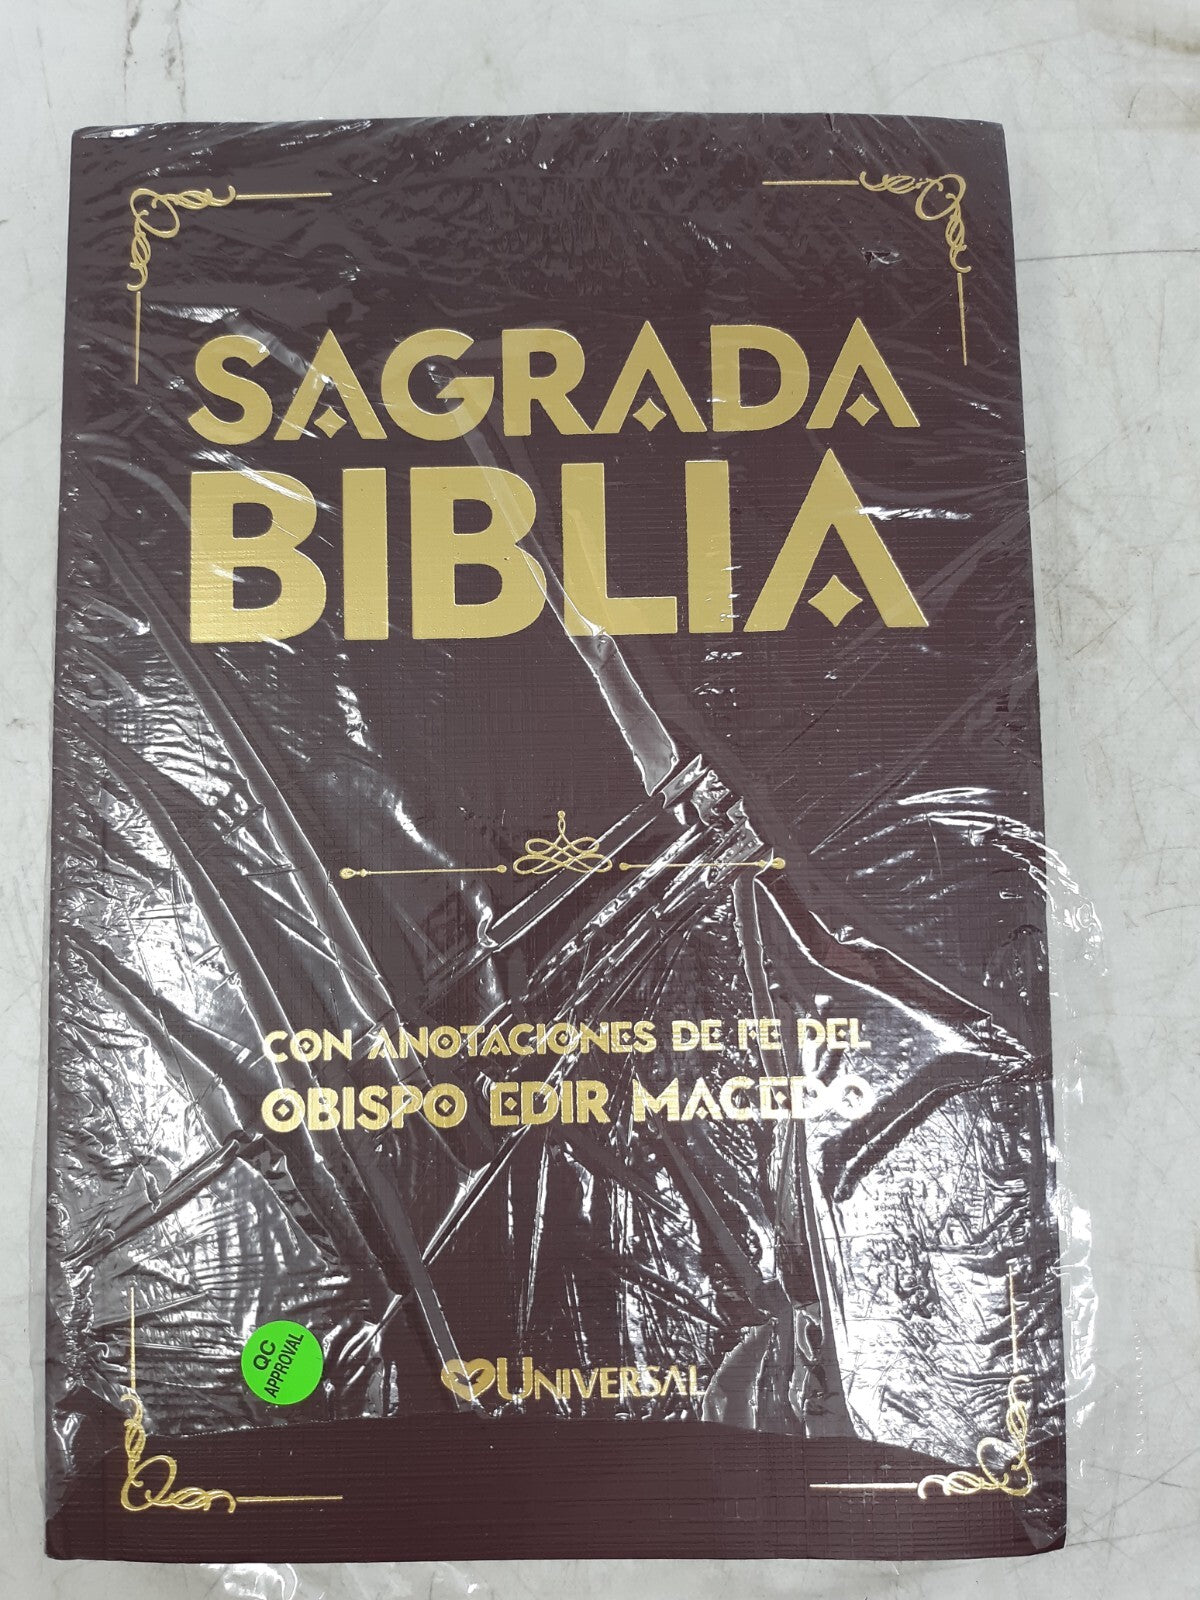 SAGRADA
BIBLIA
CON ANOTACIONES DE FE DEL
OBISPO EDIR MACEDO
QC
APPROVAL
UNIVERSAL